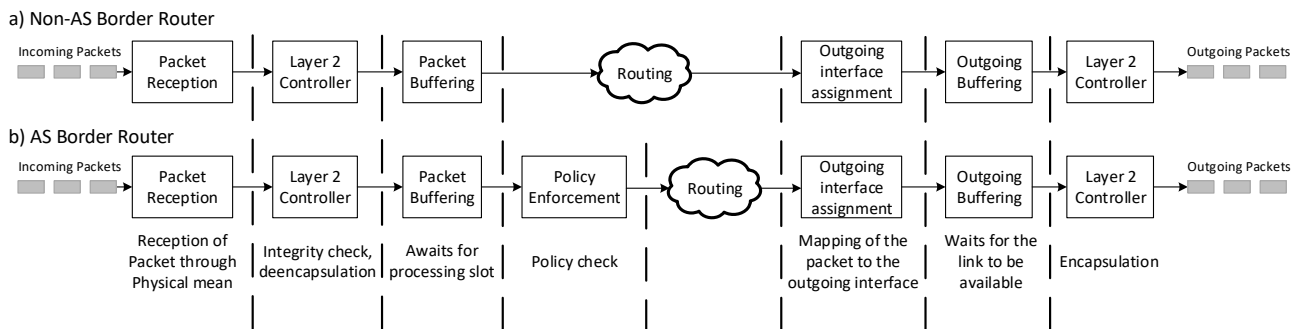 a) Non-AS Border Router
Incoming Packets
Packet
Reception
Layer 2
Controller
Packet
Buffering
Routing
Outgoing
interface
assignment
Outgoing
Buffering
Layer 2
Controller
Outgoing Packets
b) AS Border Router
Incoming Packets
Packet
Reception
Layer 2
Controller
Packet
Buffering
Policy
Enforcement
Routing
Outgoing
interface
assignment
Outgoing
Buffering
Layer 2
Controller
Outgoing Packets
Reception of
Packet through
Physical mean
Integrity check,
deencapsulation
Awaits for
processing slot
Policy check
Mapping of the
packet to the
outgoing interface
Waits for the
link to be
available
Encapsulation